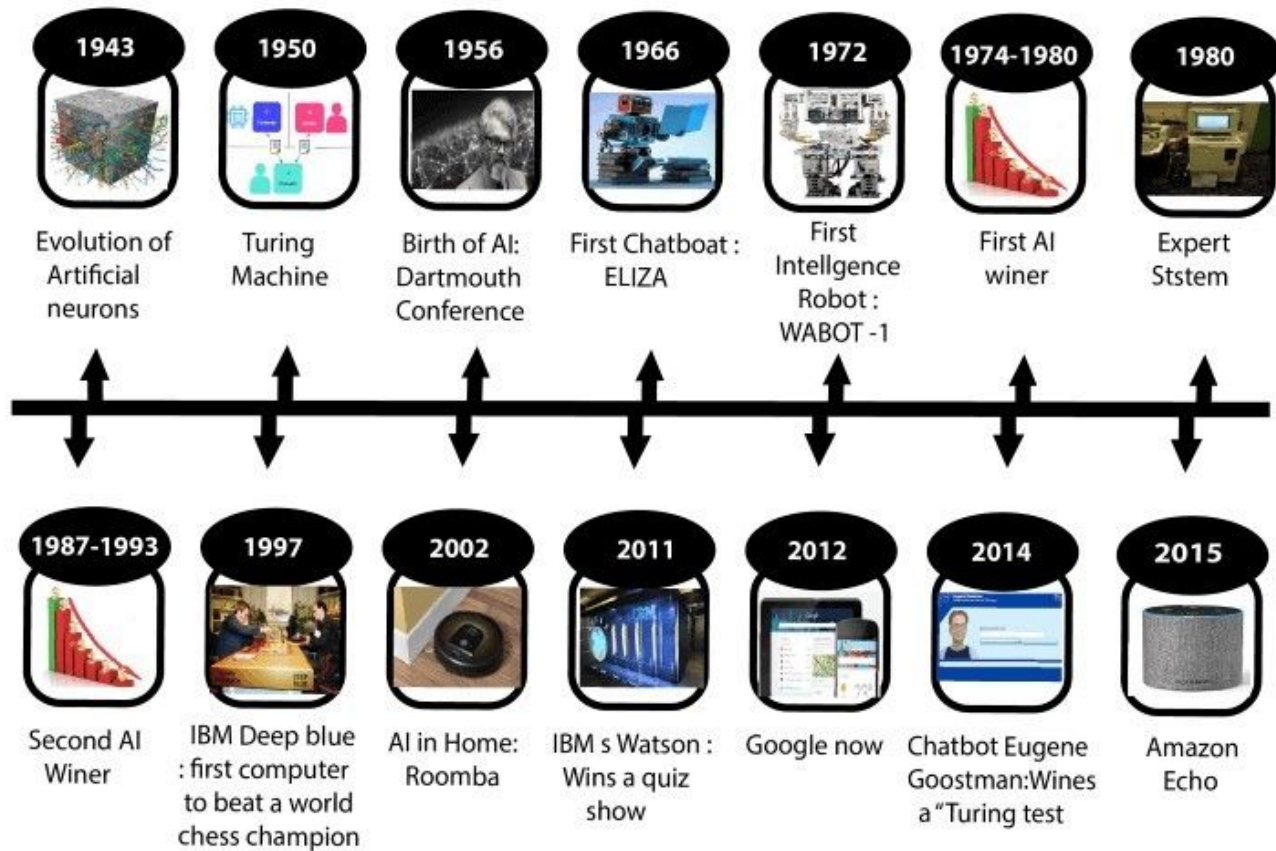 1943
Evolution of
Artificial
neurons
1950
Turing
Machine
1956
Birth of AI:
Dartmouth
Conference
1966
First Chatboat :
ELIZA
1972
First
Intellgence
Robot :
WABOT -1
1974-1980
First AI
winer
1980
Expert
Ststem
1987-1993
Second AI
Winer
1997
IBM Deep blue
: first computer
to beat a world
chess champion
2002
AI in Home:
Roomba
2011
IBM
IBM s Watson :
Wins a quiz
show
2012
Google now
2014
Chatbot Eugene
Goostman:Wines
a “Turing test
2015
Amazon
Echo